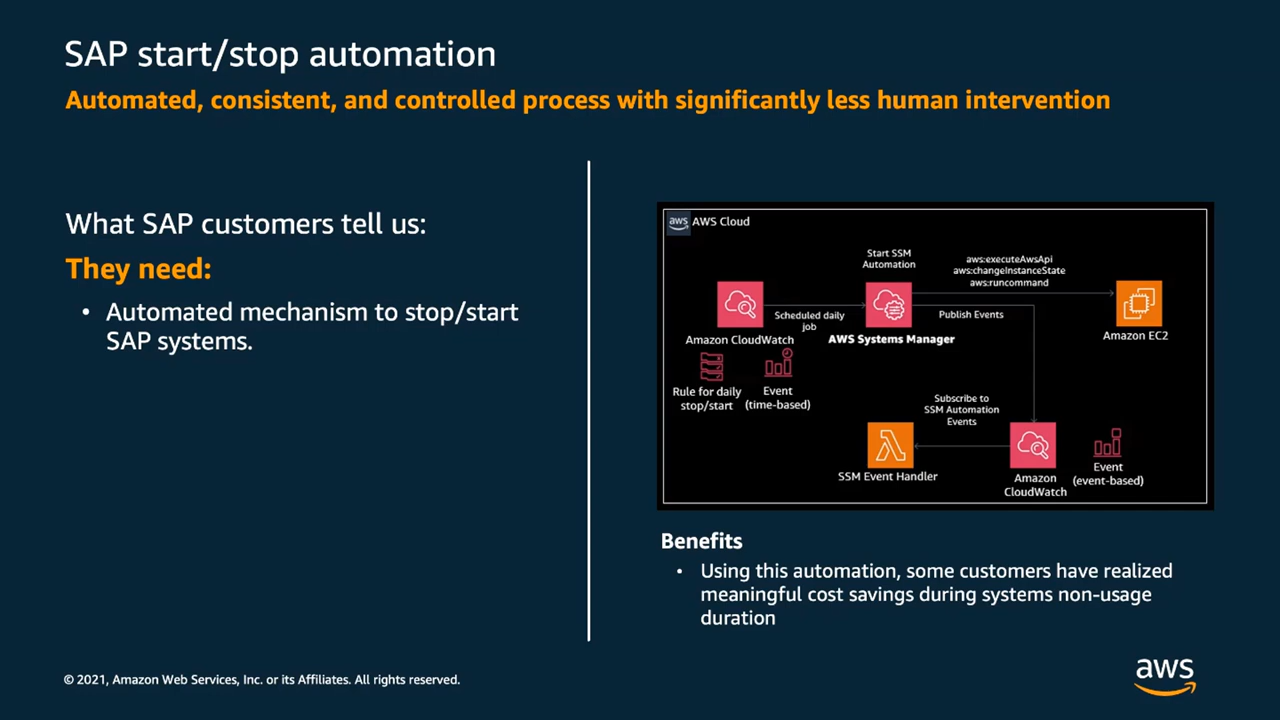 SAP start/stop automation
Automated, consistent, and controlled process with significantly less human intervention
What SAP customers tell us:
They need:
• Automated mechanism to stop/start
SAP systems.
aws AWS Cloud
Start SSM
Automation
aws:executeAwsApi
aws:changeInstanceState
aws:runcommand
Scheduled daily
job
Publish Events
Amazon CloudWatch
AWS Systems Manager
Amazon EC2
Rule for daily
stop/start
Event
(time-based)
Subscribe to
SSM Automation
Events
SSM Event Handler
Amazon
CloudWatch
Event
(event-based)
Benefits
• Using this automation, some customers have realized
meaningful cost savings during systems non-usage
duration
© 2021, Amazon Web Services, Inc. or its Affiliates. All rights reserved.
aws